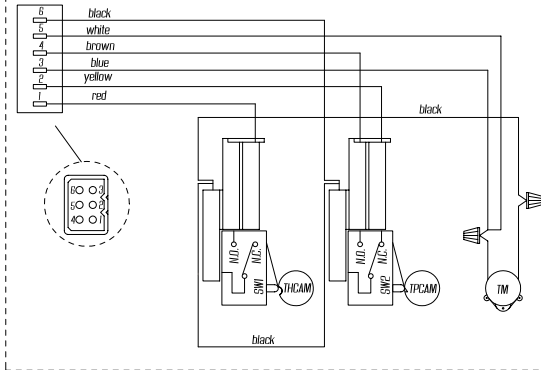 6 black
5 white
4 brown
3 blue
2 yellow
1 red
black
6 3
5 2
4 1
N.O. N.C. SW1 THCAM
N.O. N.C. SW2 TPCAM
TM
black